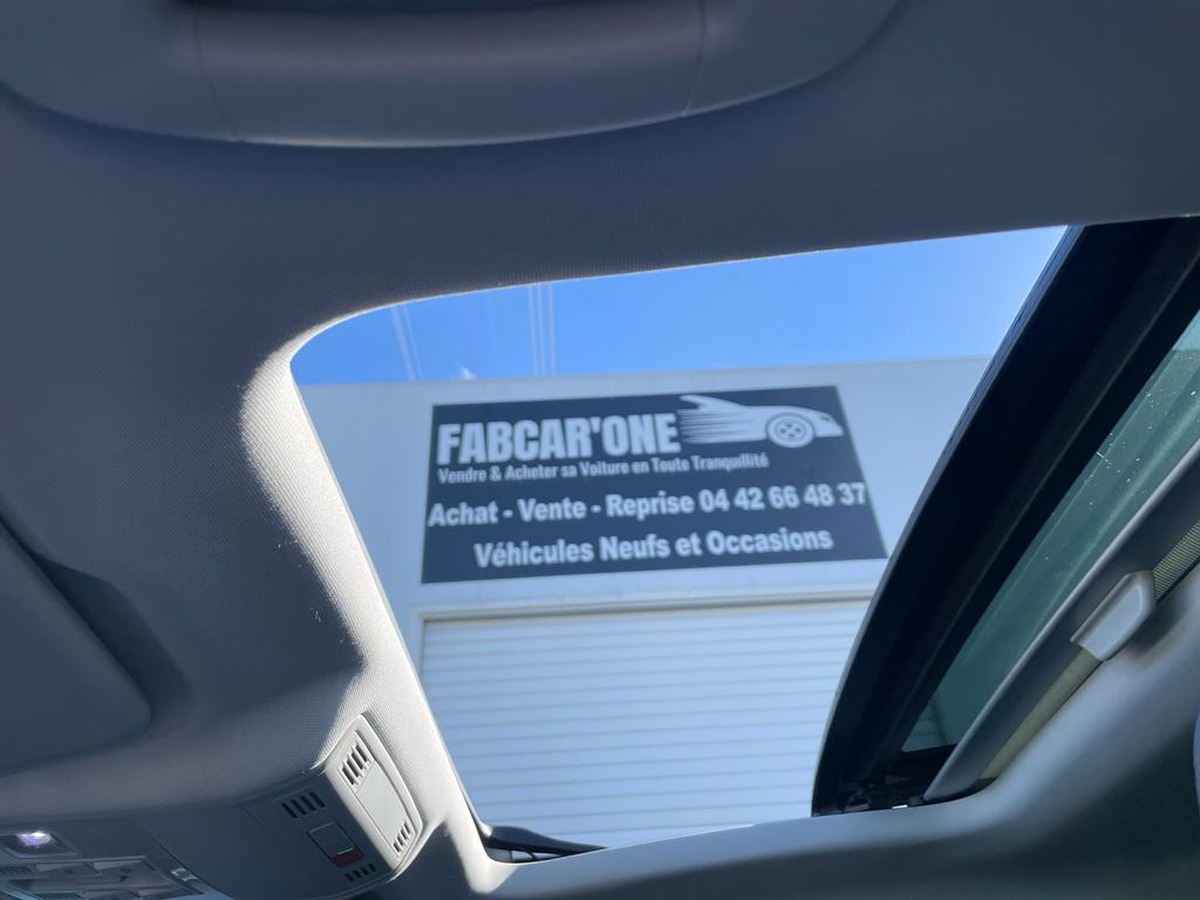 FABCAR'ONE
Vendre & Acheter sa Voiture en Toute Tranquillité
Achat - Vente - Reprise 04 42 66 48 37
Véhicules Neufs et Occasions